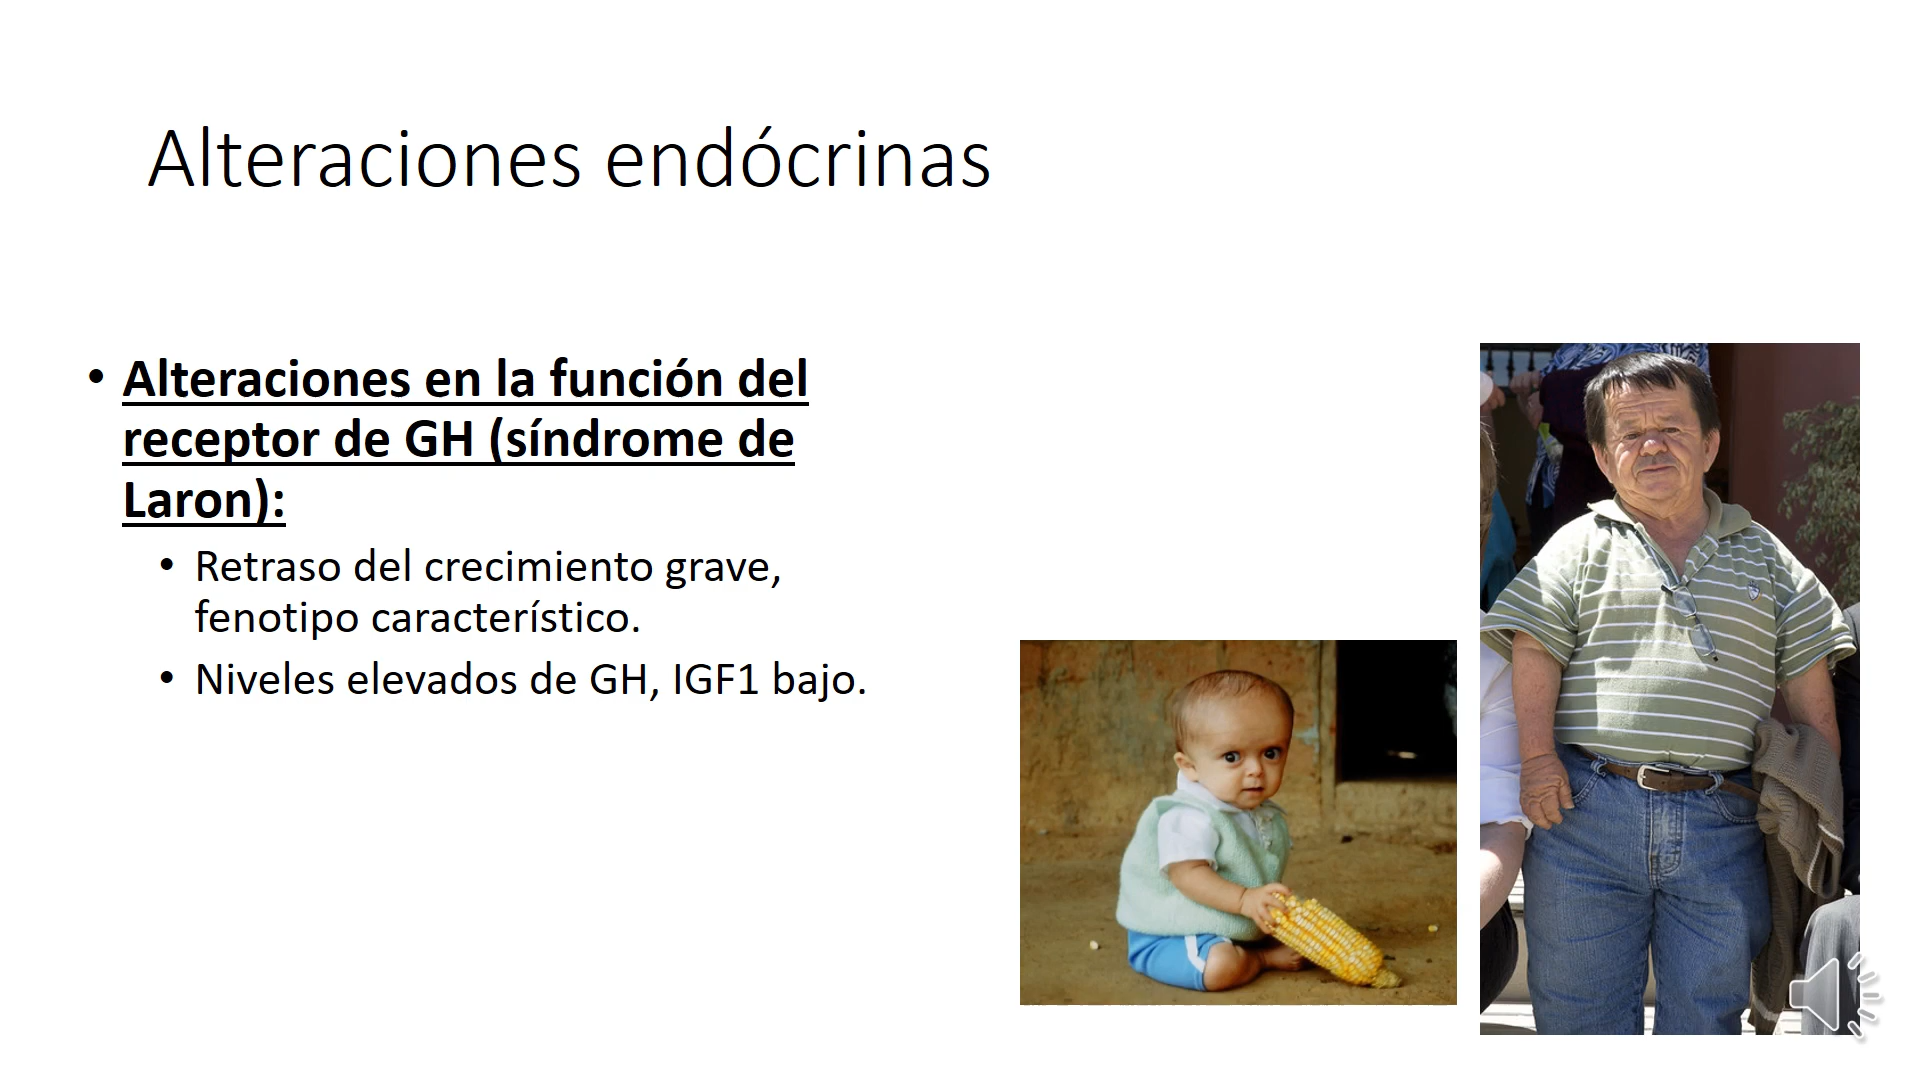 Alteraciones endócrinas
• Alteraciones en la función del
receptor de GH (síndrome de
Laron):
• Retraso del crecimiento grave,
fenotipo característico.
• Niveles elevados de GH, IGF1 bajo.